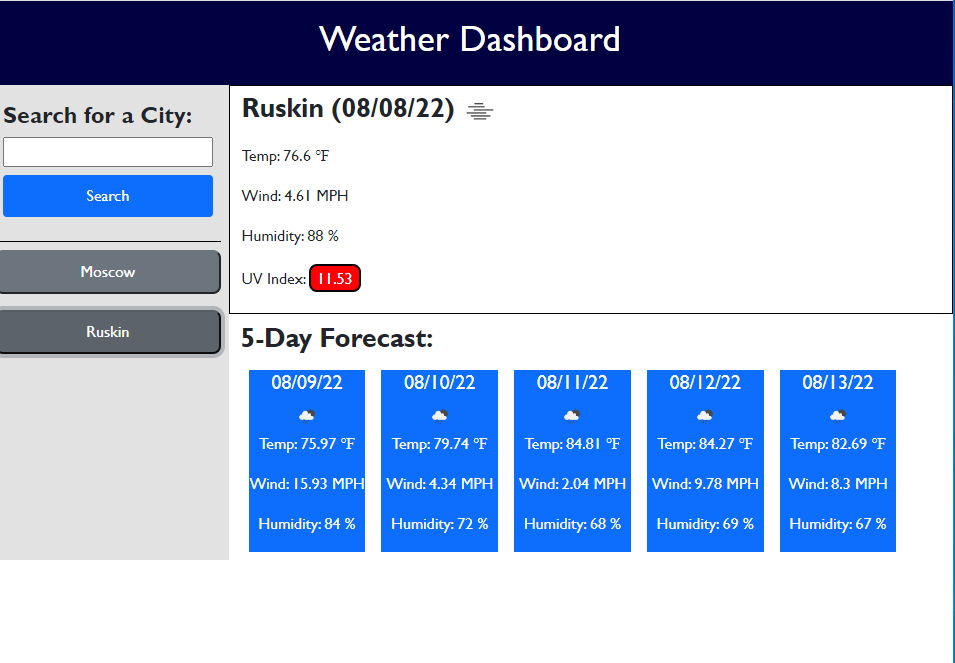 Weather Dashboard
Search for a City:
Search
Moscow
Ruskin
Ruskin (08/08/22)
Temp: 76.6 °F
Wind: 4.61 MPH
Humidity: 88 %
UV Index: 11.53
5-Day Forecast:
08/09/22
Temp: 75.97 °F
Wind: 15.93 MPH
Humidity: 84 %
08/10/22
Temp: 79.74 °F
Wind: 4.34 MPH
Humidity: 72 %
08/11/22
Temp: 84.81 °F
Wind: 2.04 MPH
Humidity: 68 %
08/12/22
Temp: 84.27 °F
Wind: 9.78 MPH
Humidity: 69 %
08/13/22
Temp: 82.69 °F
Wind: 8.3 MPH
Humidity: 67 %